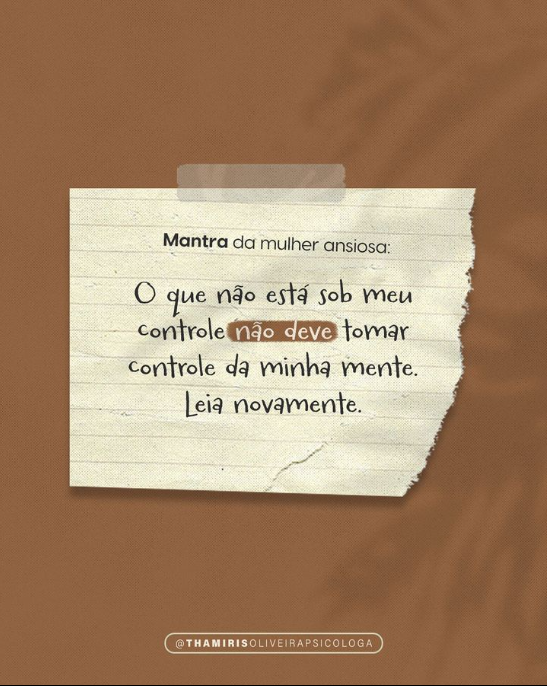 Mantra da mulher ansiosa:
O que não está sob meu
controle não deve tomar
controle da minha mente.
Leia novamente.
@THAMIRISOLIVEIRAPSICOLOGA